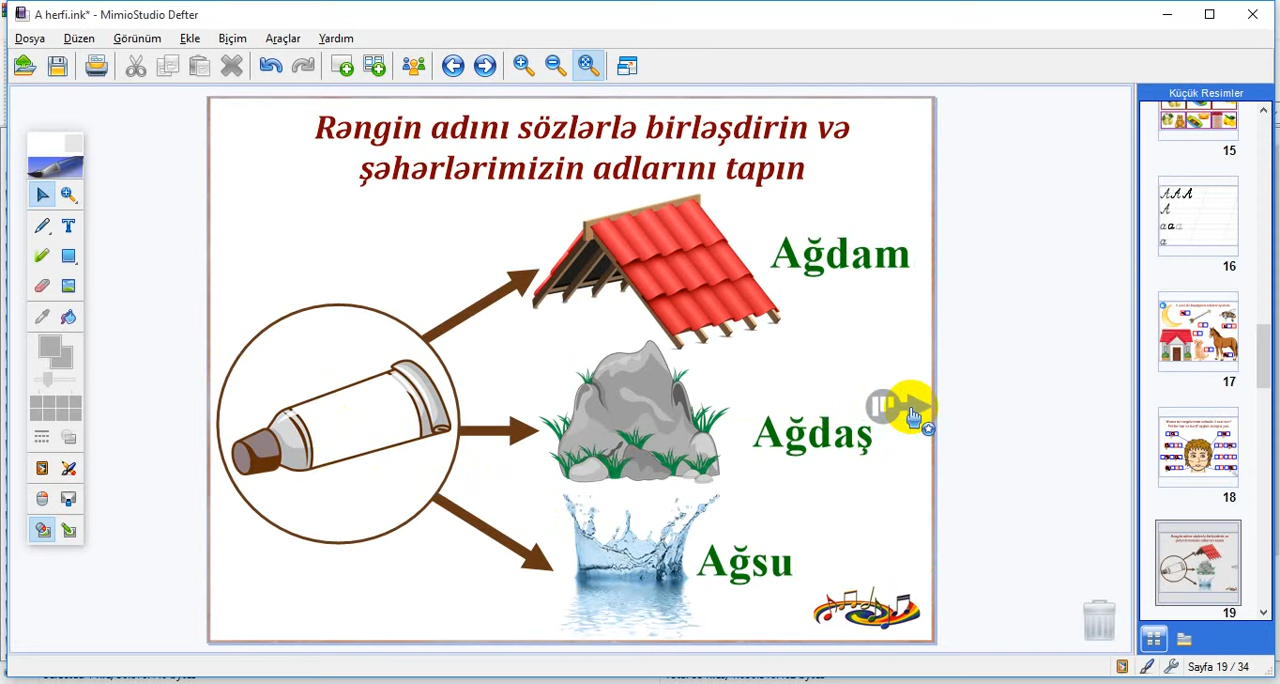 A herfi.ink* - MimioStudio Defter
Dosya Düzen Görünüm Ekle Biçim Araçlar Yardım
Küçük Resimler
Rəngin adını sözlərlə birləşdirin və
şəhərlərimizin adlarını tapın
Ağdam
Ağdaş
Ağsu
15
16
17
18
19
Sayfa 19 / 34